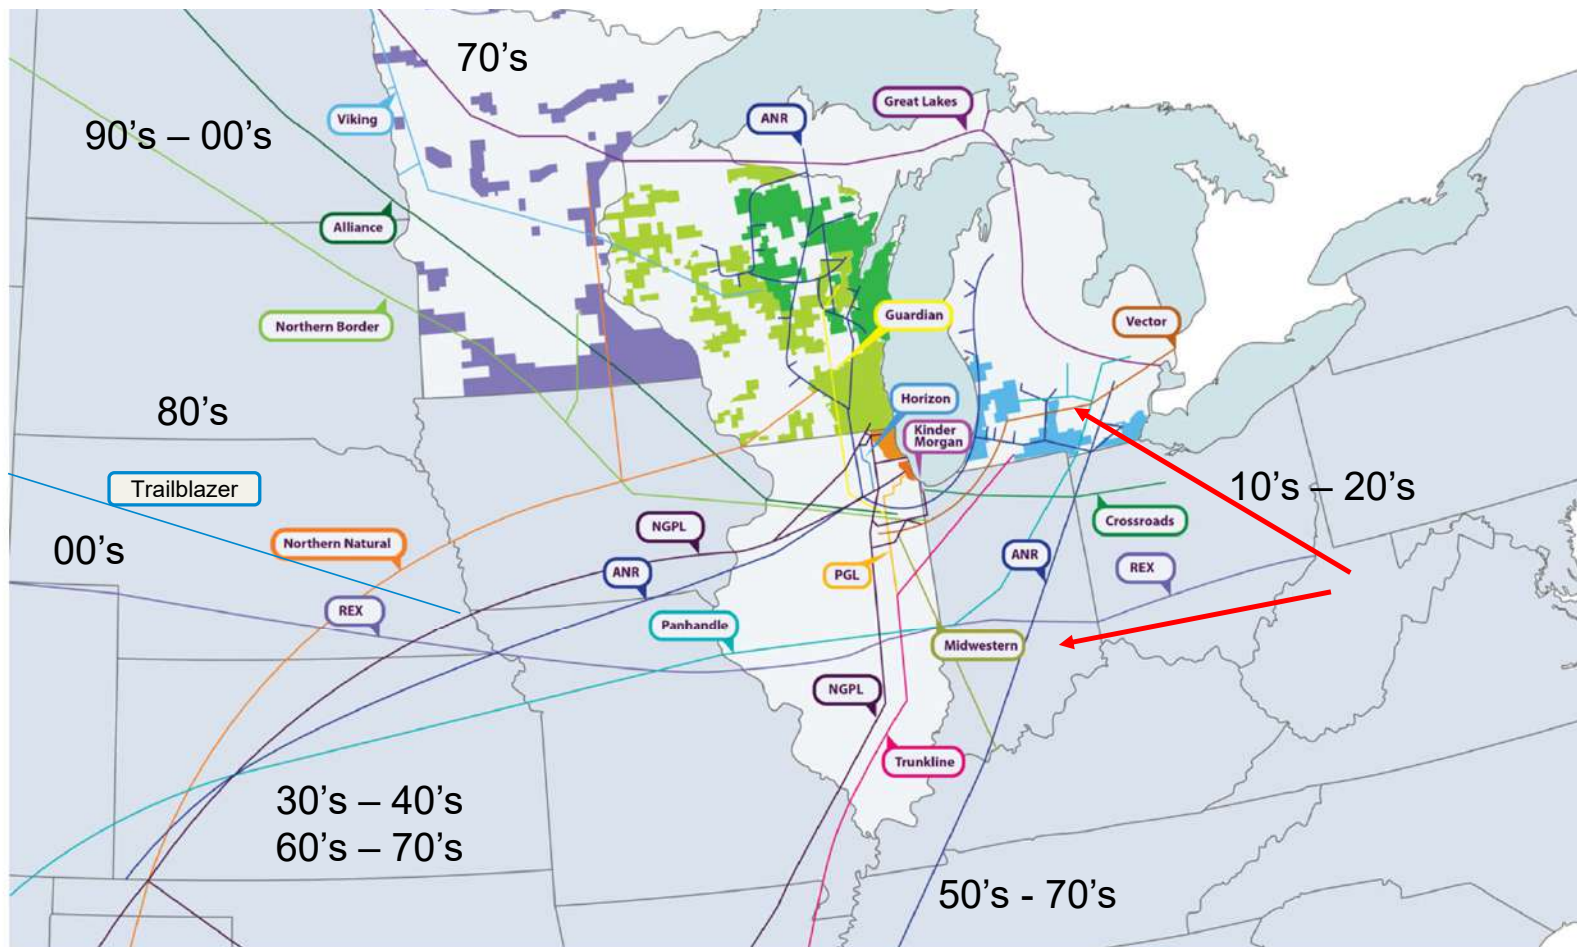 70's
Great Lakes
Viking
ANR
90's – 00's
Alliance
Northern Border
Guardian
Vector
Horizon
80's
Kinder
Morgan
Trailblazer
10's – 20's
NGPL
Crossroads
00's
Northern Natural
ANR
REX
ANR
PGL
REX
Panhandle
Midwestern
NGPL
Trunkline
30's – 40's
60's – 70's
50's - 70's